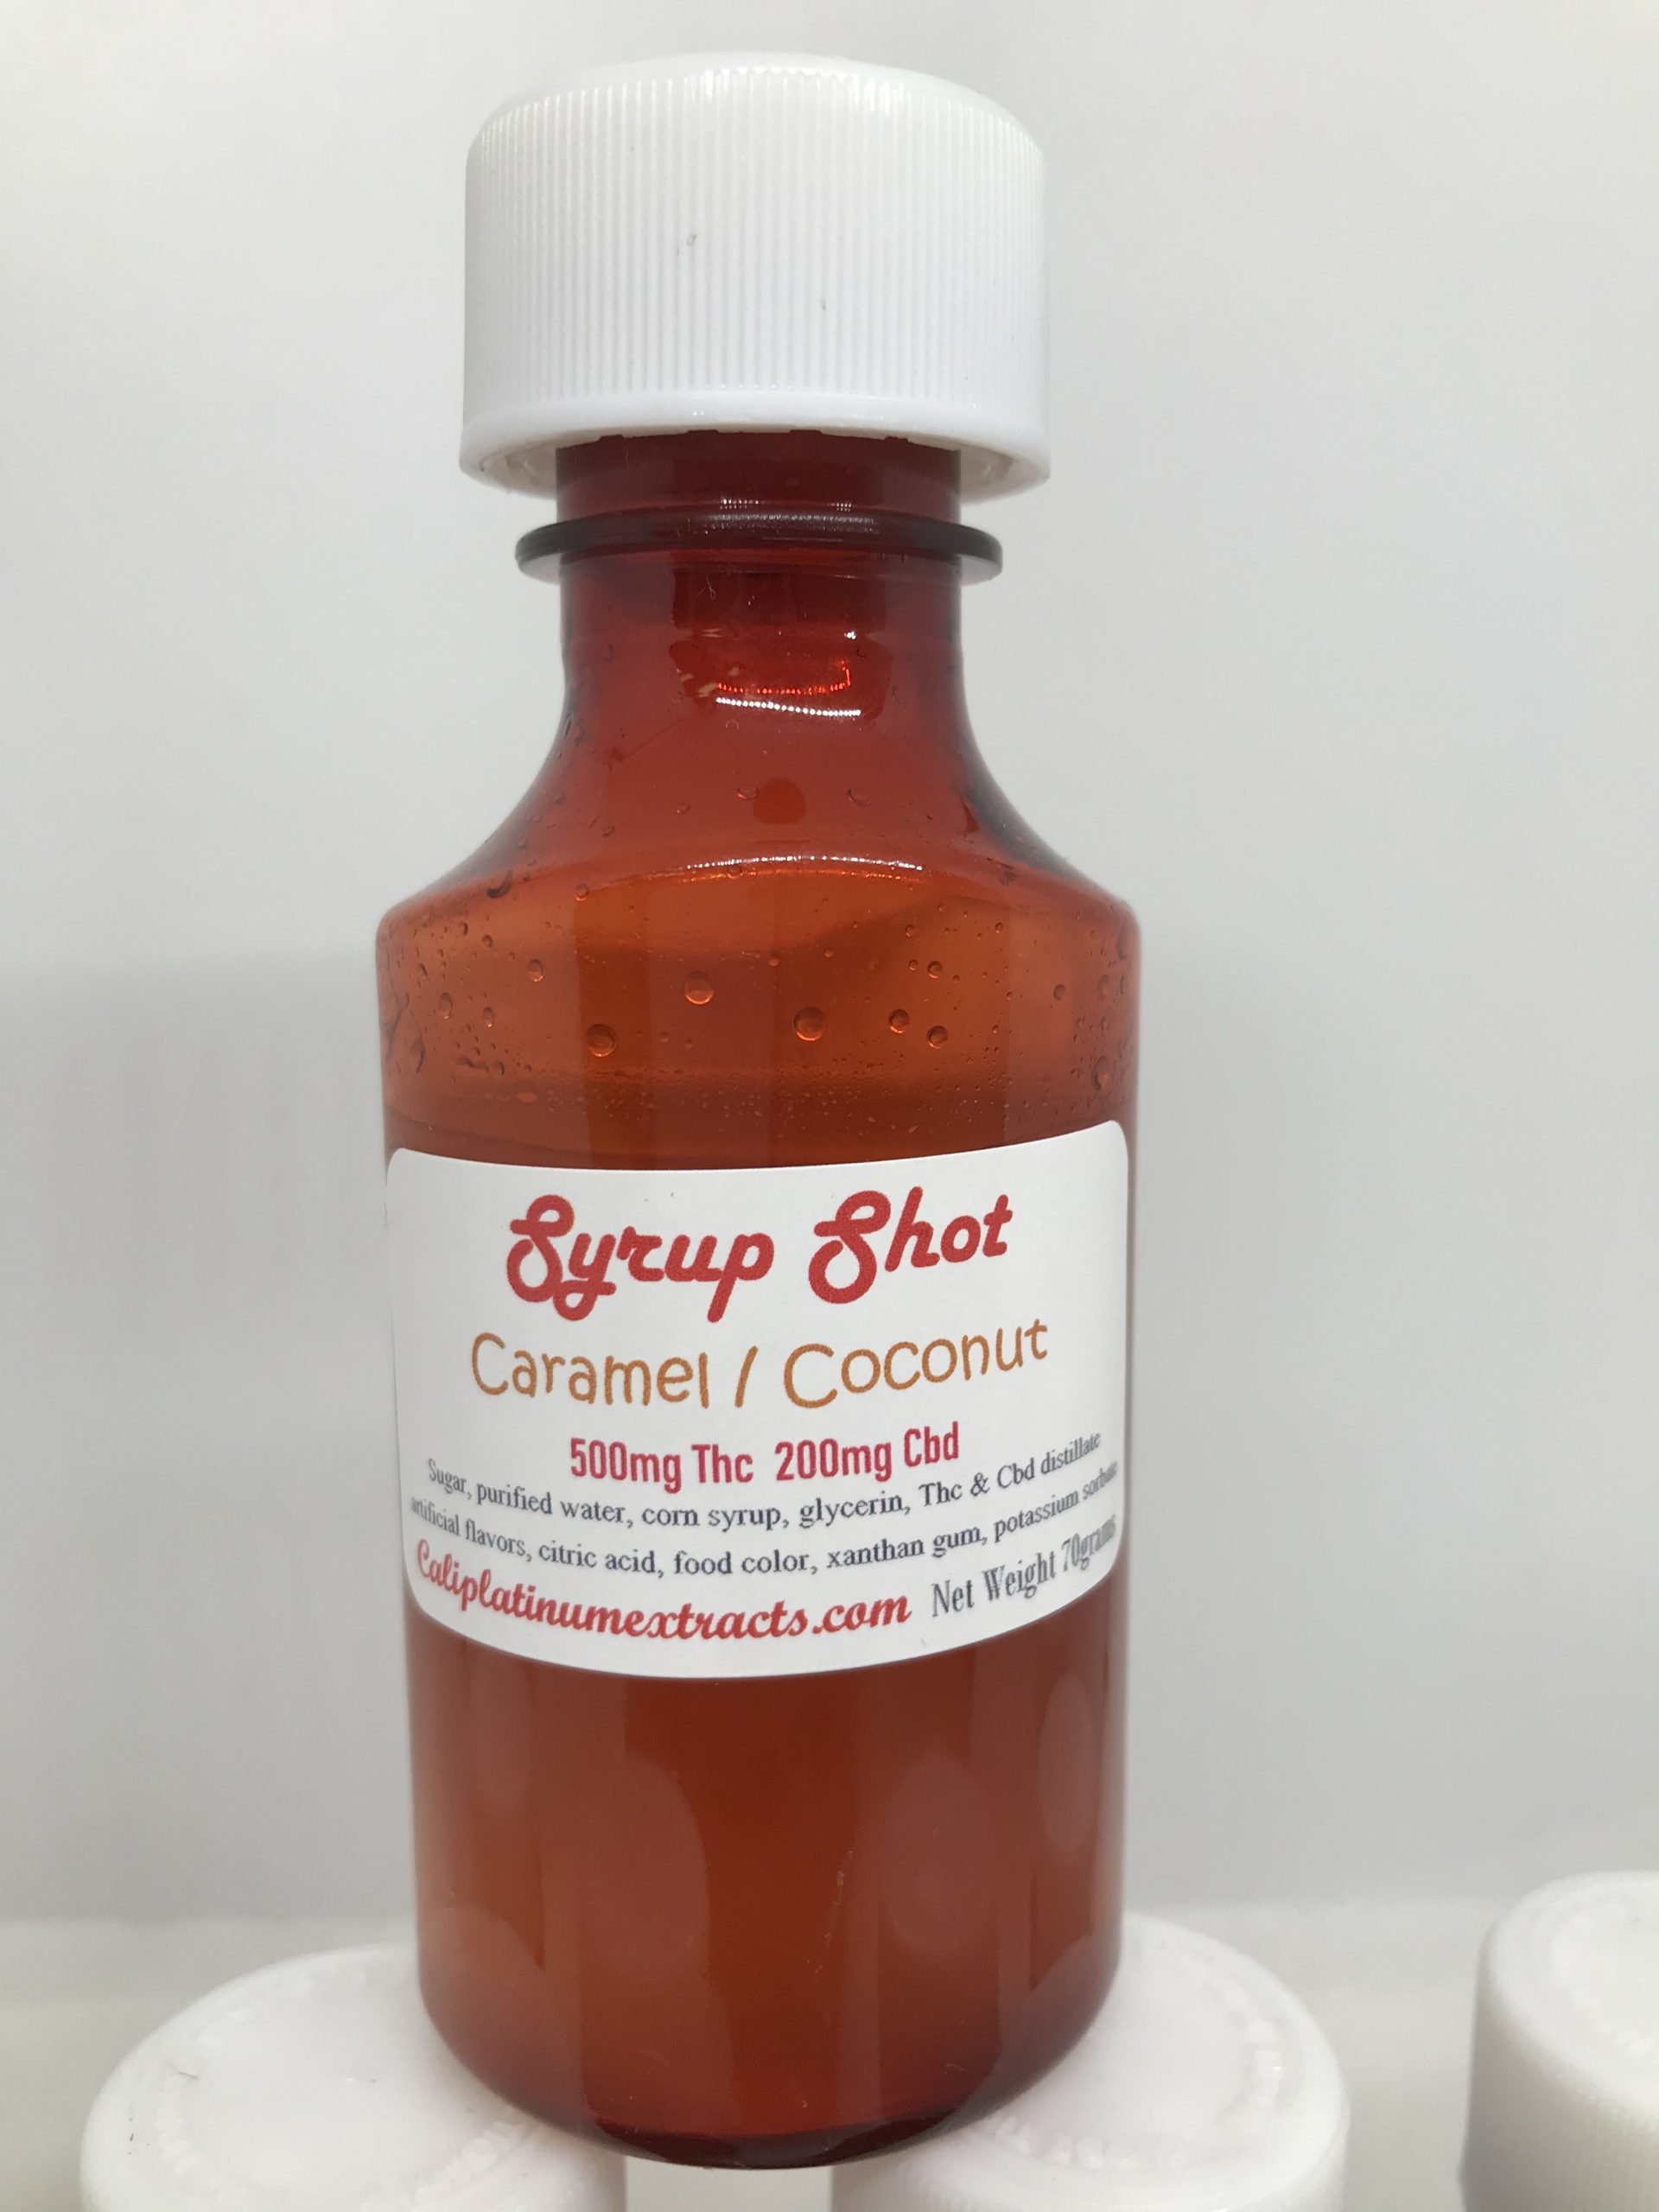 Syrup Shot
Caramel / Coconut
500mg Thc 200mg Cbd
Sugar, purified water, corn syrup, glycerin, Thc & Cbd distillate
artificial flavors, citric acid, food color, xanthan gum, potassium sorbate
Caliplatinumextracts.com Net Weight 70grams